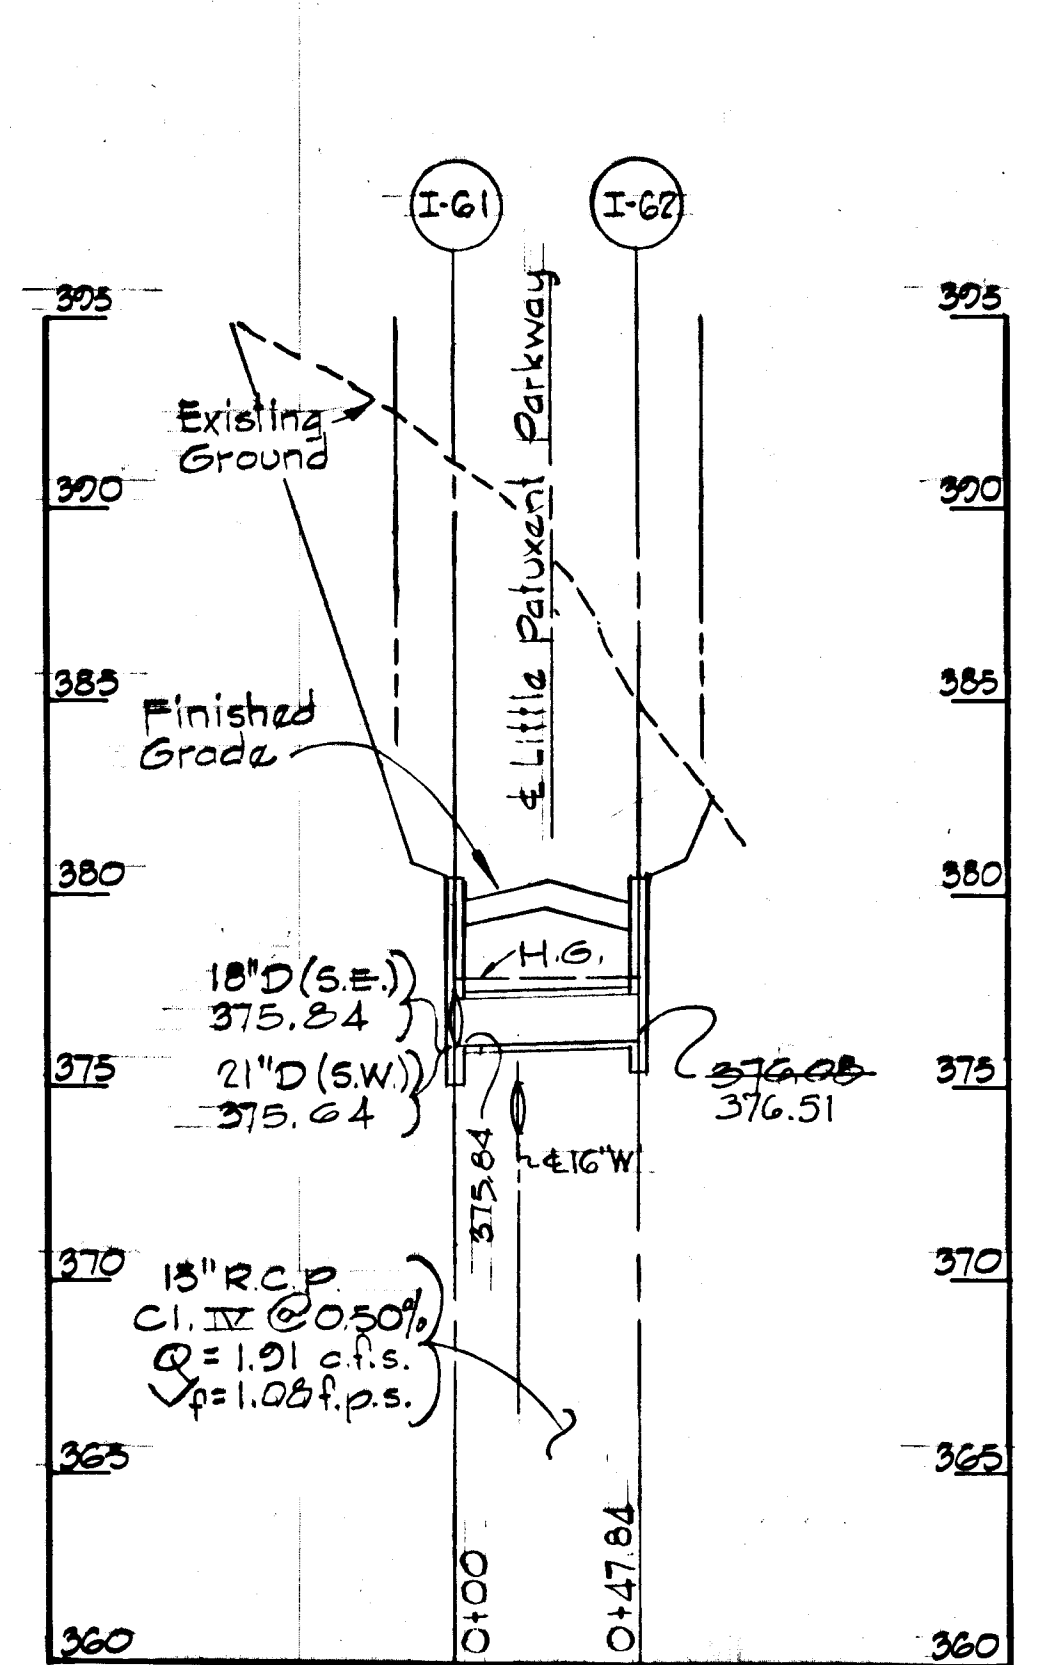 I-61
I-62
395
395
Existing
Ground
390
390
℄ Little Patuxent Parkway
385
385
Finished
Grade
380
380
H.G.
18"D (S.E.)
375.84
21"D (S.W.)
375.64
375
375
376.08
376.51
375.84
℄ 16"W
370
370
15" R.C.P.
Cl. IV @ 0.50%
Q = 1.91 c.f.s.
Vf = 1.08 f.p.s.
365
365
0+00
0+47.84
360
360